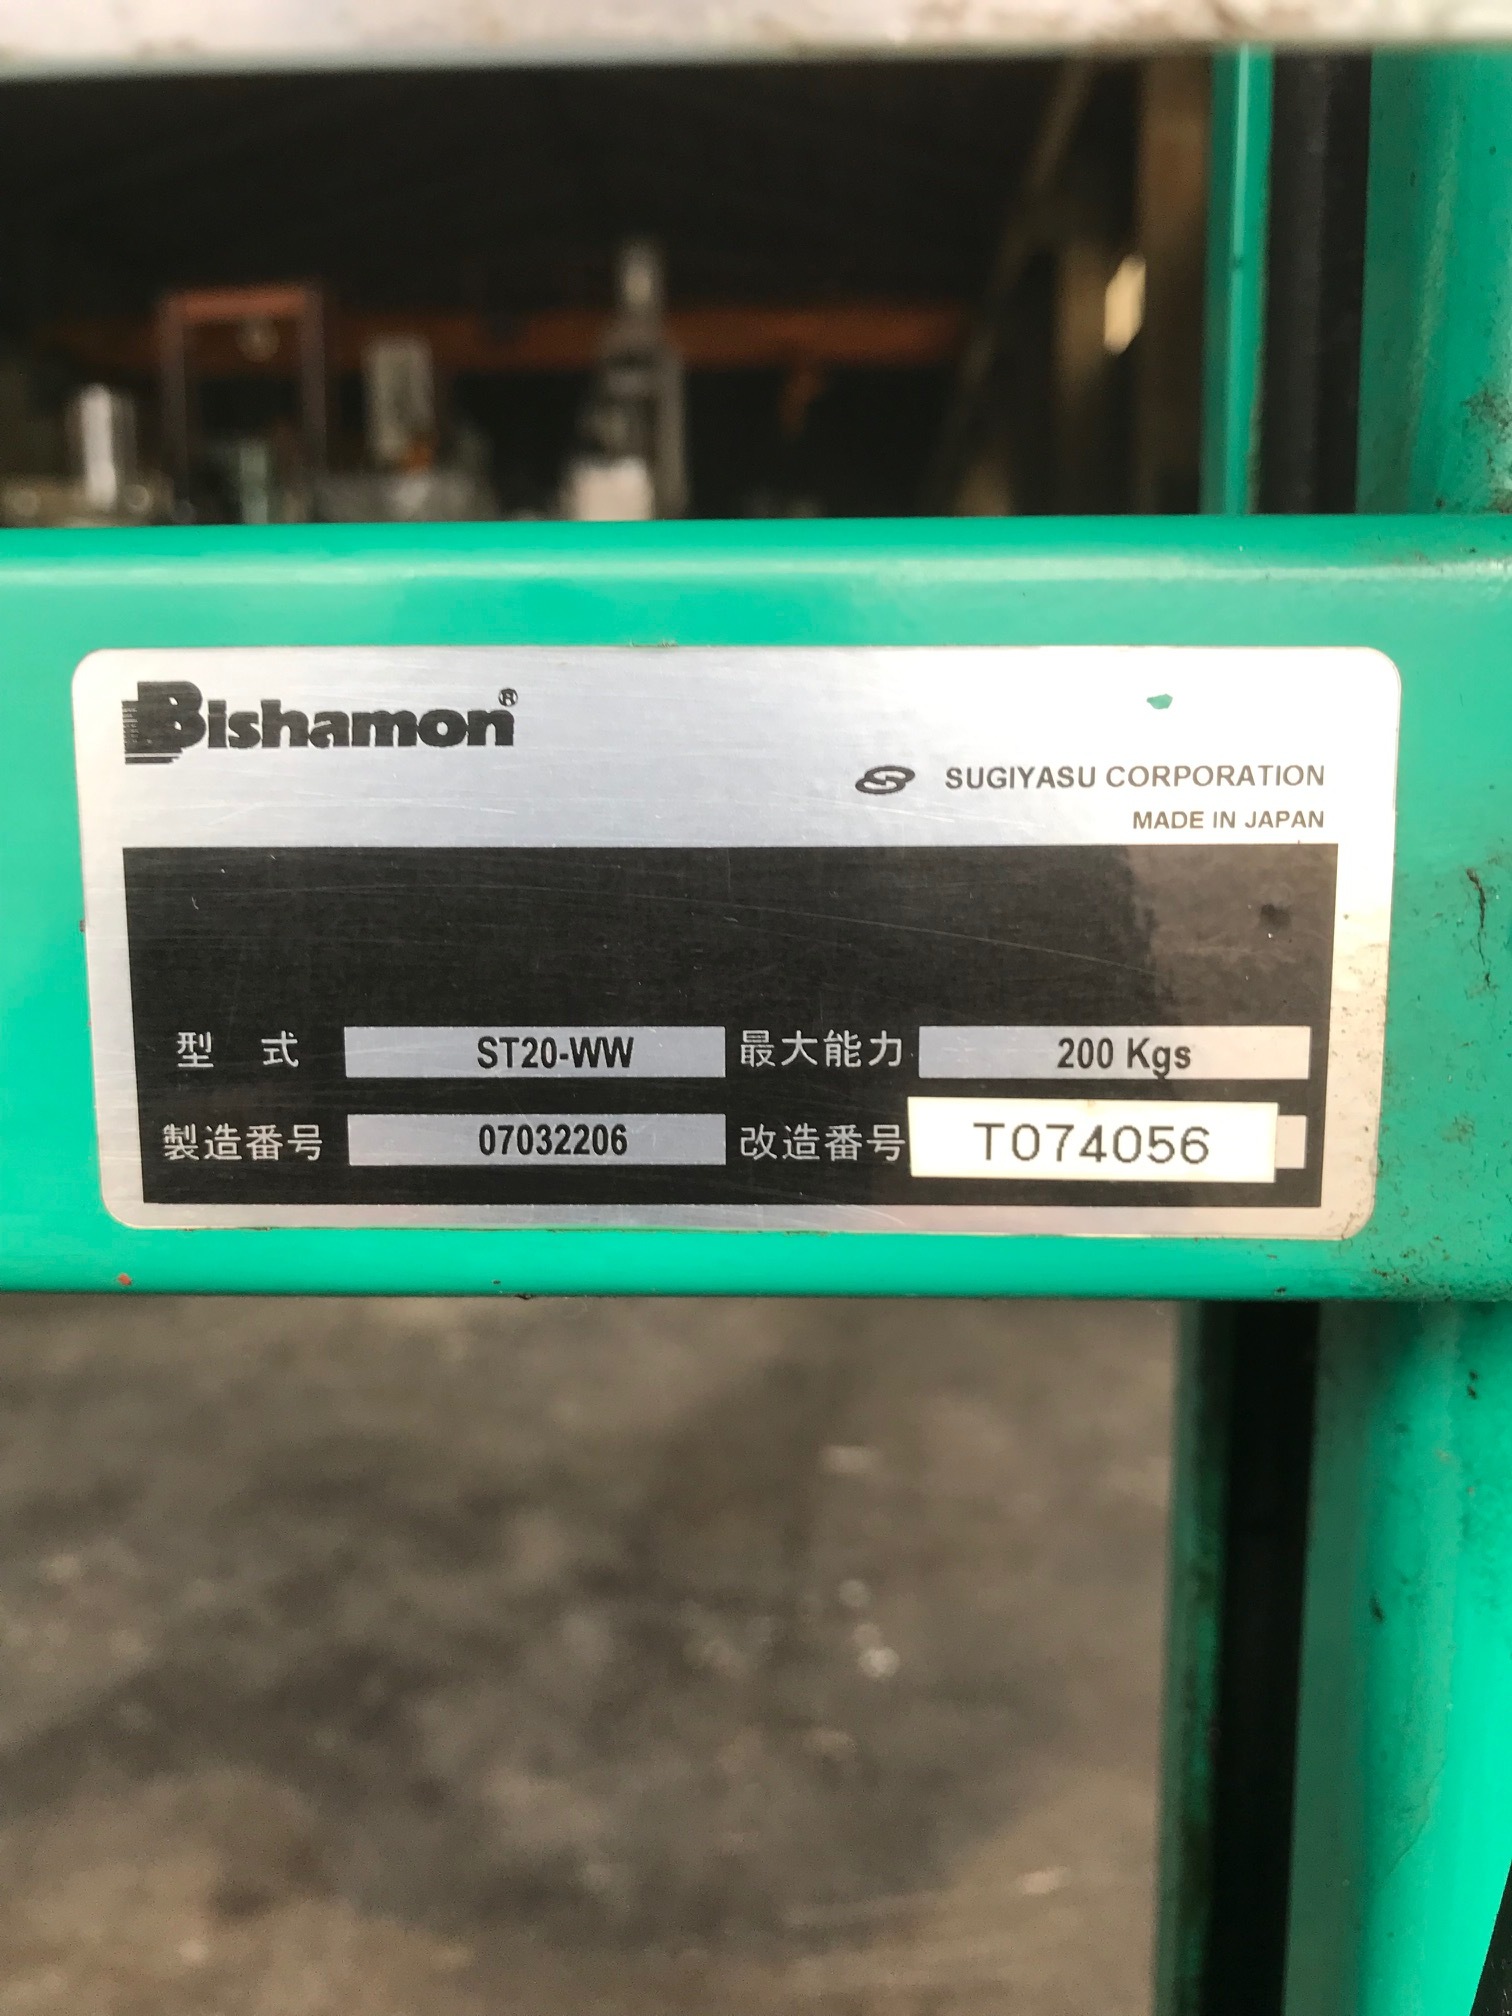 Bishamon®
SUGIYASU CORPORATION
MADE IN JAPAN
型 式 ST20-WW 最大能力 200 Kgs
製造番号 07032206 改造番号 T074056